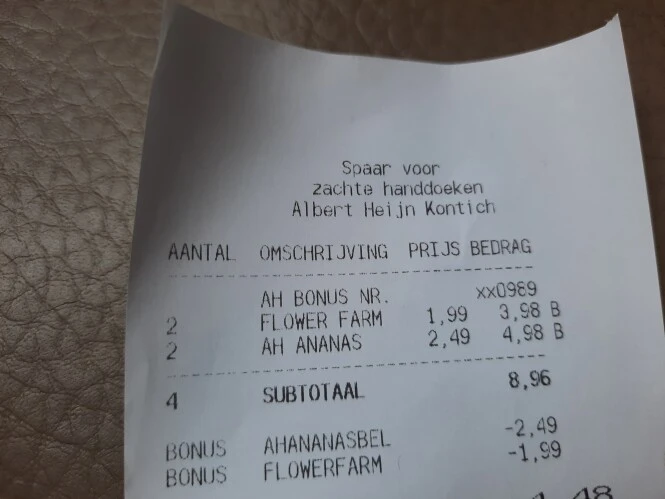 Spaar voor
zachte handdoeken
Albert Heijn Kontich
AANTAL OMSCHRIJVING PRIJS BEDRAG
AH BONUS NR. xx0989
2 FLOWER FARM 1,99 3,98 B
2 AH ANANAS 2,49 4,98 B
4 SUBTOTAAL 8,96
BONUS AHANANASBEL -2,49
BONUS FLOWERFARM -1,99